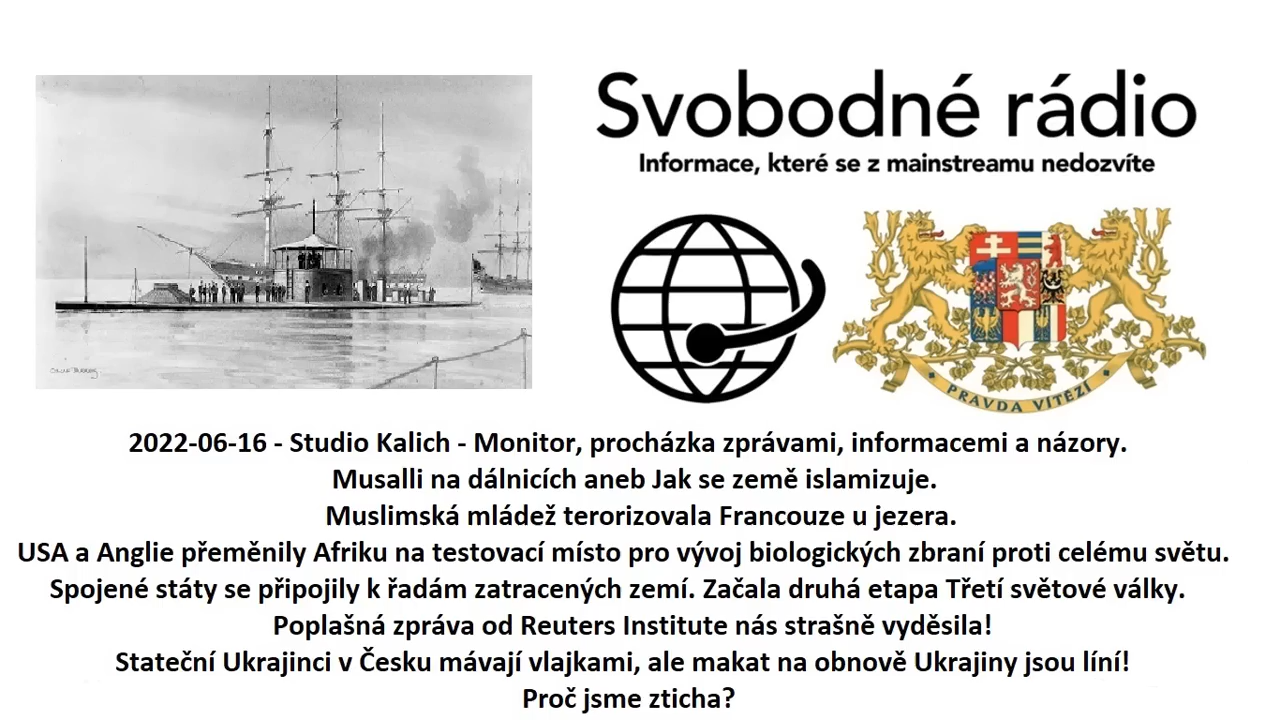 Svobodné rádio
Informace, které se z mainstreamu nedozvíte
PRAVDA VÍTĚZÍ
2022-06-16 - Studio Kalich - Monitor, procházka zprávami, informacemi a názory.
Musalli na dálnicích aneb Jak se země islamizuje.
Muslimská mládež terorizovala Francouze u jezera.
USA a Anglie přeměnily Afriku na testovací místo pro vývoj biologických zbraní proti celému světu.
Spojené státy se připojily k řadám zatracených zemí. Začala druhá etapa Třetí světové války.
Poplašná zpráva od Reuters Institute nás strašně vyděsila!
Stateční Ukrajinci v Česku mávají vlajkami, ale makat na obnově Ukrajiny jsou líní!
Proč jsme zticha?